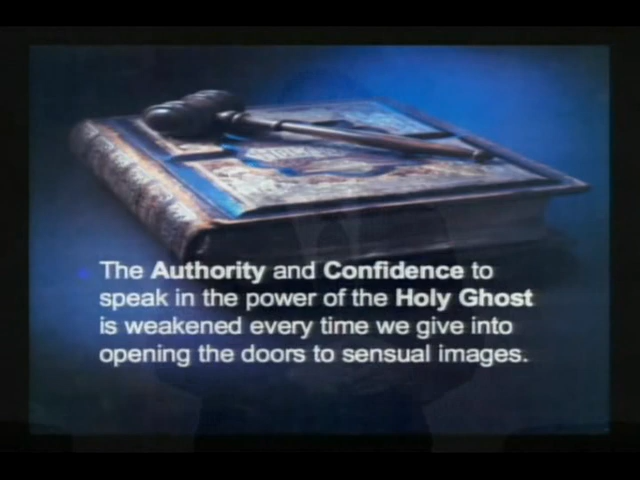 The Authority and Confidence to
speak in the power of the Holy Ghost
is weakened every time we give into
opening the doors to sensual images.